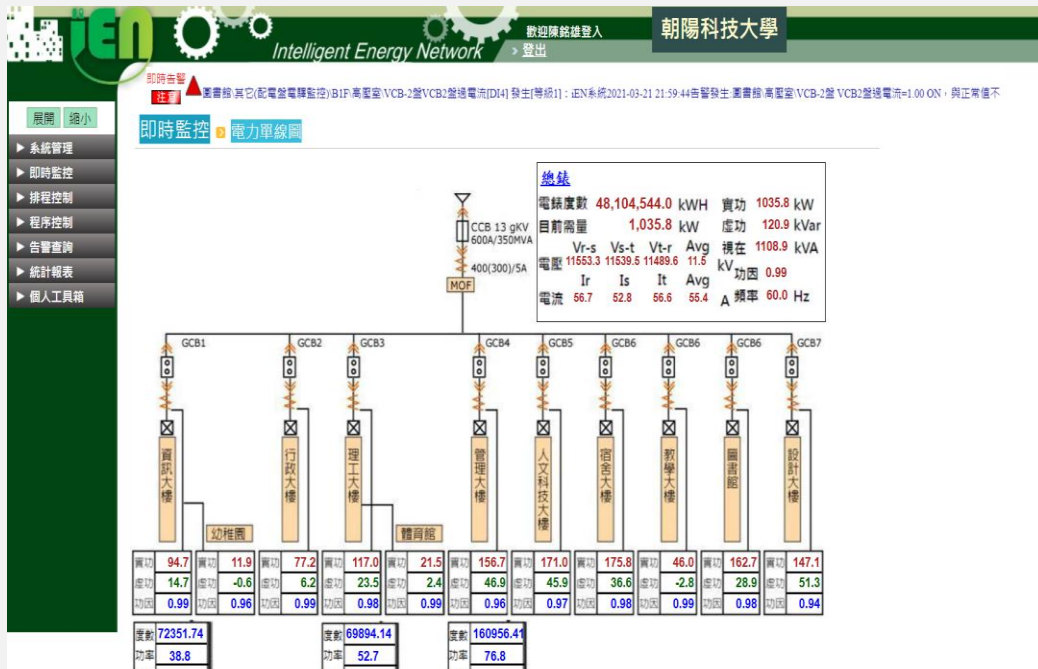 iEN
Intelligent Energy Network
歡迎陳銘雄登入
> 登出
朝陽科技大學
即時告警
注意
圖書館\其它(配電盤電驛監控)\B1F\高壓室\VCB-2盤VCB2盤過電流[DI4] 發生[等級1]：iEN系統2021-03-21 21:59:44告警發生:圖書館:高壓室\VCB-2盤 VCB2盤過電流=1.00 ON，與正常值不
展開 縮小
系統管理
即時監控
排程控制
程序控制
告警查詢
統計報表
個人工具箱
即時監控 電力單線圖
CCB 13 gKV
600A/350MVA
400(300)/5A
MOF
總錶
電錶度數 48,104,544.0 kWH 實功 1035.8 kW
目前需量 1,035.8 kW 虛功 120.9 kVar
Vr-s Vs-t Vt-r Avg 視在 1108.9 kVA
電壓 11553.3 11539.5 11489.6 11.5 kV 功因 0.99
Ir Is It Avg
電流 56.7 52.8 56.6 55.4 A 頻率 60.0 Hz
GCB1 GCB2 GCB3 GCB4 GCB5 GCB6 GCB6 GCB6 GCB7
資訊大樓
行政大樓
理工大樓
管理大樓
人文科技大樓
宿舍大樓
教學大樓
圖書館
設計大樓
幼稚園 體育館
實功 94.7 實功 11.9 實功 77.2 實功 117.0 實功 21.5 實功 156.7 實功 171.0 實功 175.8 實功 46.0 實功 162.7 實功 147.1
虛功 14.7 虛功 -0.6 虛功 6.2 虛功 23.5 虛功 2.4 虛功 46.9 虛功 45.9 虛功 36.6 虛功 -2.8 虛功 28.9 虛功 51.3
功因 0.99 功因 0.96 功因 0.99 功因 0.98 功因 0.99 功因 0.96 功因 0.97 功因 0.98 功因 0.99 功因 0.98 功因 0.94
度數 72351.74 度數 69894.14 度數 160956.41
功率 38.8 功率 52.7 功率 76.8